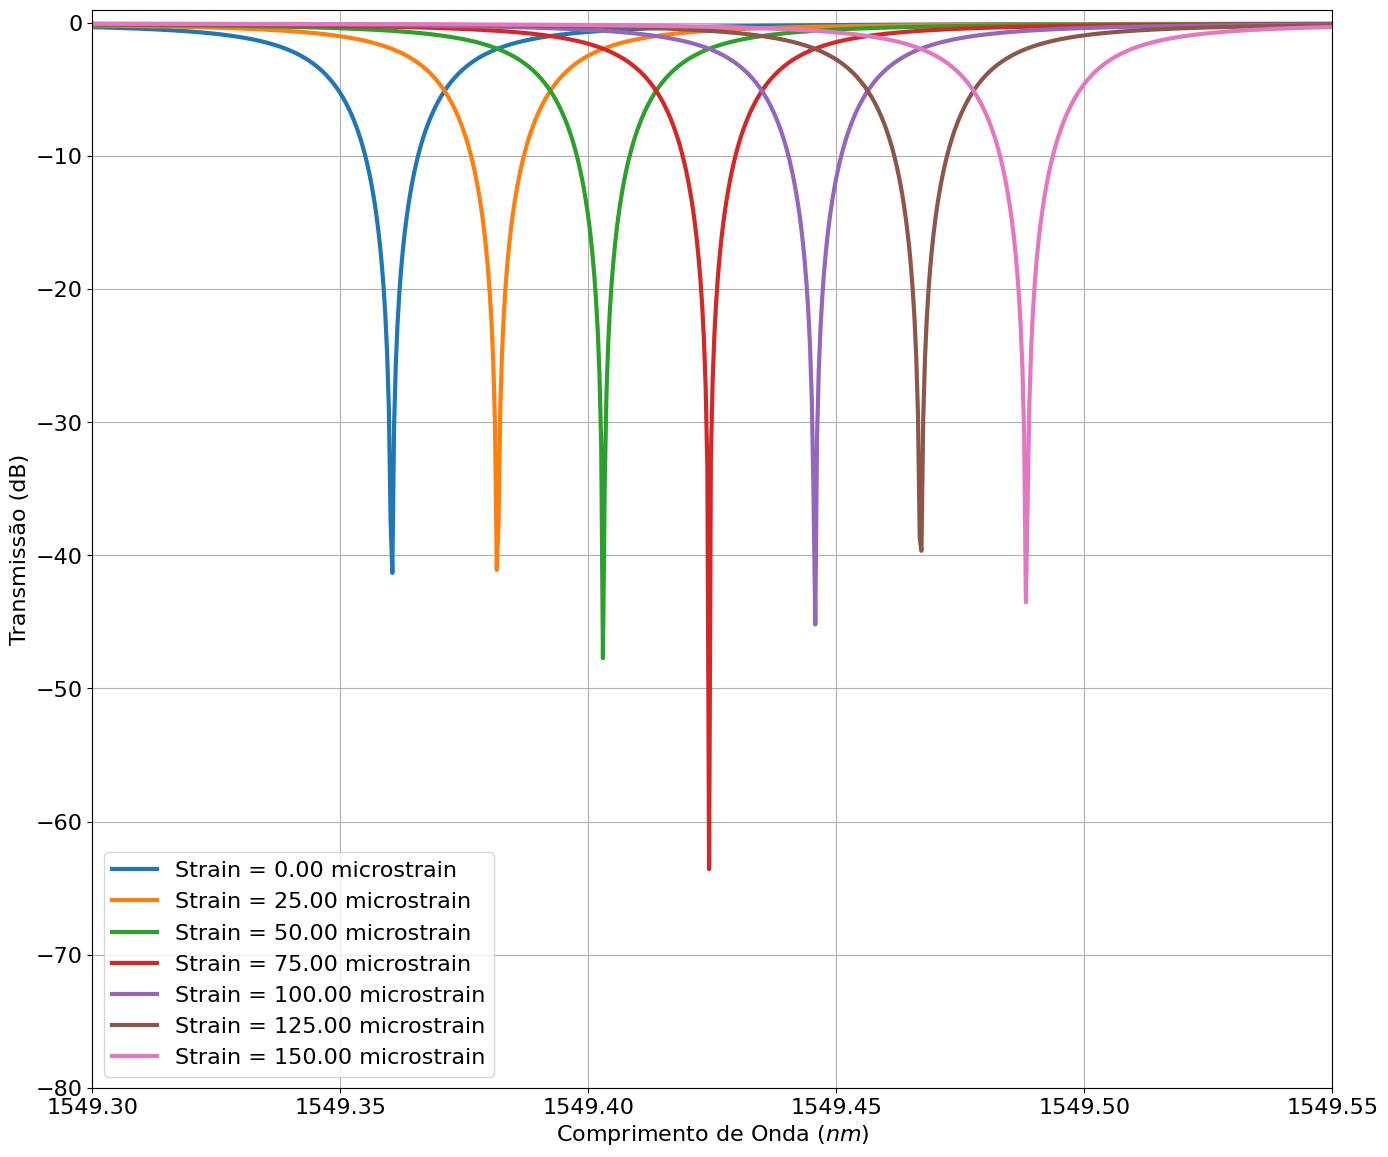 0
−10
−20
−30
−40
−50
−60
−70
−80
Transmissão (dB)
Strain = 0.00 microstrain
Strain = 25.00 microstrain
Strain = 50.00 microstrain
Strain = 75.00 microstrain
Strain = 100.00 microstrain
Strain = 125.00 microstrain
Strain = 150.00 microstrain
1549.30 1549.35 1549.40 1549.45 1549.50 1549.55
Comprimento de Onda (nm)